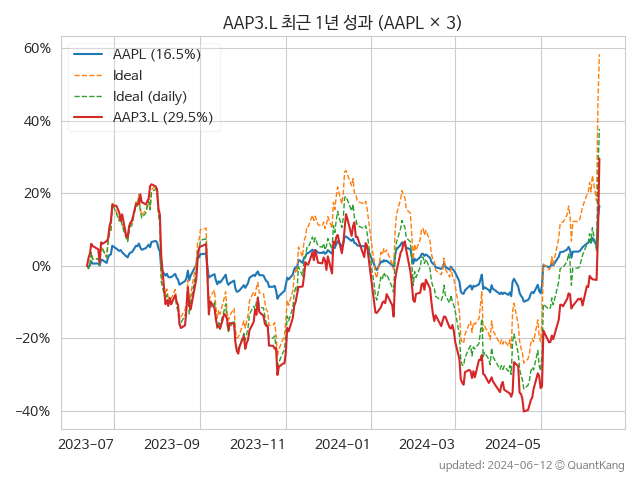 AAP3.L 최근 1년 성과 (AAPL × 3)
60%
40%
20%
0%
−20%
−40%
AAPL (16.5%)
Ideal
Ideal (daily)
AAP3.L (29.5%)
2023-07
2023-09
2023-11
2024-01
2024-03
2024-05
updated: 2024-06-12 ⓒ QuantKang